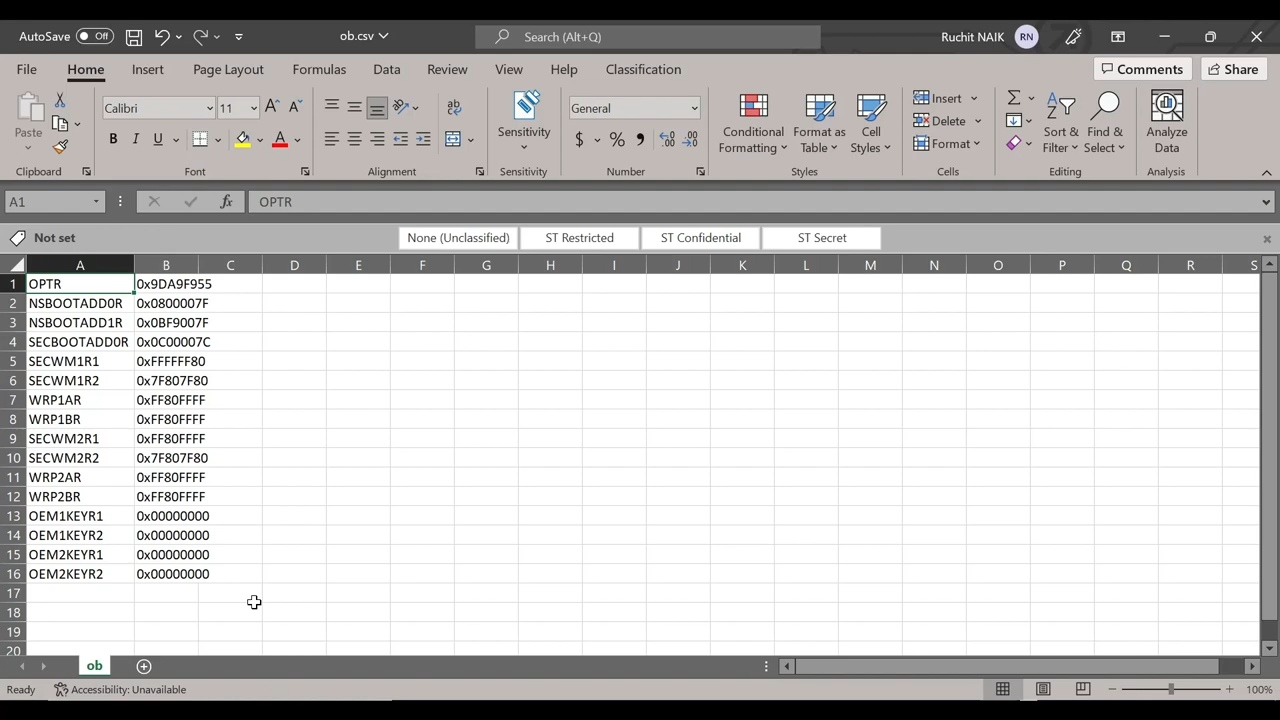 AutoSave Off ob.csv Search (Alt+Q) Ruchit NAIK RN
File Home Insert Page Layout Formulas Data Review View Help Classification Comments Share
Paste Calibri 11 A^ Aˇ ab General Insert
B I U A $ % Sensitivity Conditional Formatting Format as Table Cell Styles Delete Sort & Filter Find & Select Analyze Data
Format
Clipboard Font Alignment Sensitivity Number Styles Cells Editing Analysis
A1 fx OPTR
Not set None (Unclassified) ST Restricted ST Confidential ST Secret
A B C D E F G H I J K L M N O P Q R S
1 OPTR 0x9DA9F955
2 NSBOOTADD0R 0x0800007F
3 NSBOOTADD1R 0x0BF9007F
4 SECBOOTADD0R 0x0C00007C
5 SECWM1R1 0xFFFFFF80
6 SECWM1R2 0x7F807F80
7 WRP1AR 0xFF80FFFF
8 WRP1BR 0xFF80FFFF
9 SECWM2R1 0xFF80FFFF
10 SECWM2R2 0x7F807F80
11 WRP2AR 0xFF80FFFF
12 WRP2BR 0xFF80FFFF
13 OEM1KEYR1 0x00000000
14 OEM1KEYR2 0x00000000
15 OEM2KEYR1 0x00000000
16 OEM2KEYR2 0x00000000
17
18
19
20
ob
Ready Accessibility: Unavailable 100%